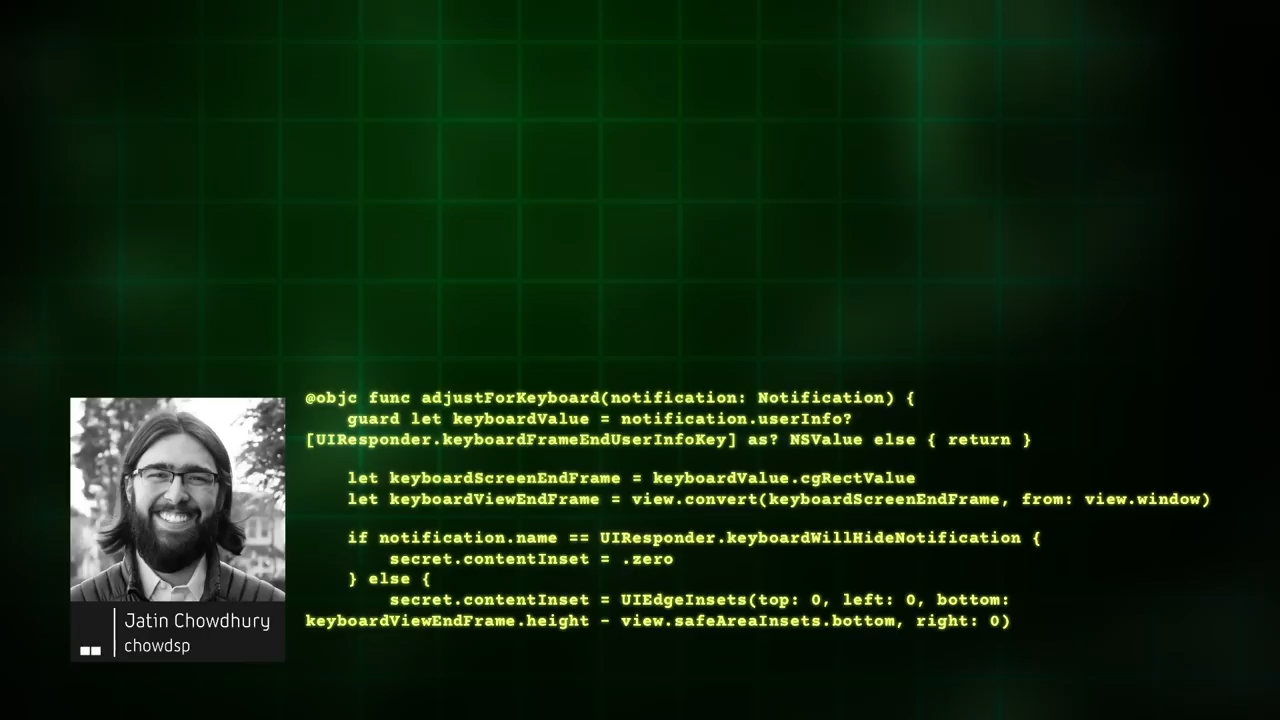 @objc func adjustForKeyboard(notification: Notification) {
guard let keyboardValue = notification.userInfo?
[UIResponder.keyboardFrameEndUserInfoKey] as? NSValue else { return }
let keyboardScreenEndFrame = keyboardValue.cgRectValue
let keyboardViewEndFrame = view.convert(keyboardScreenEndFrame, from: view.window)
if notification.name == UIResponder.keyboardWillHideNotification {
secret.contentInset = .zero
} else {
secret.contentInset = UIEdgeInsets(top: 0, left: 0, bottom:
keyboardViewEndFrame.height - view.safeAreaInsets.bottom, right: 0)
Jatin Chowdhury
chowdsp